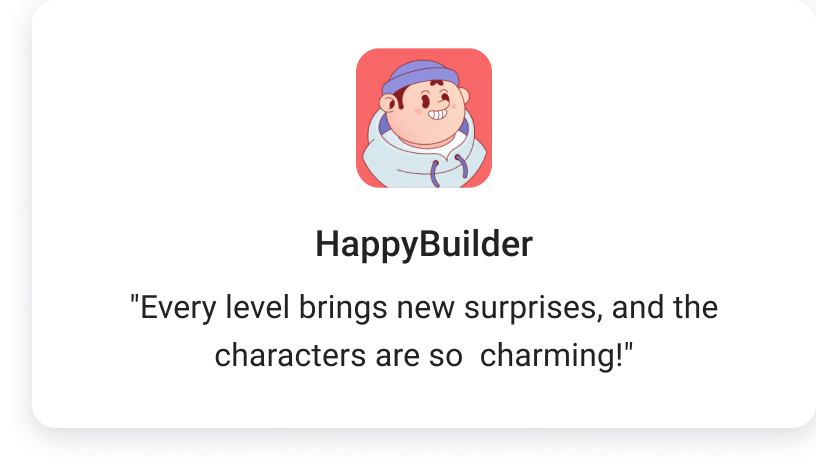 HappyBuilder
"Every level brings new surprises, and the
characters are so  charming!"